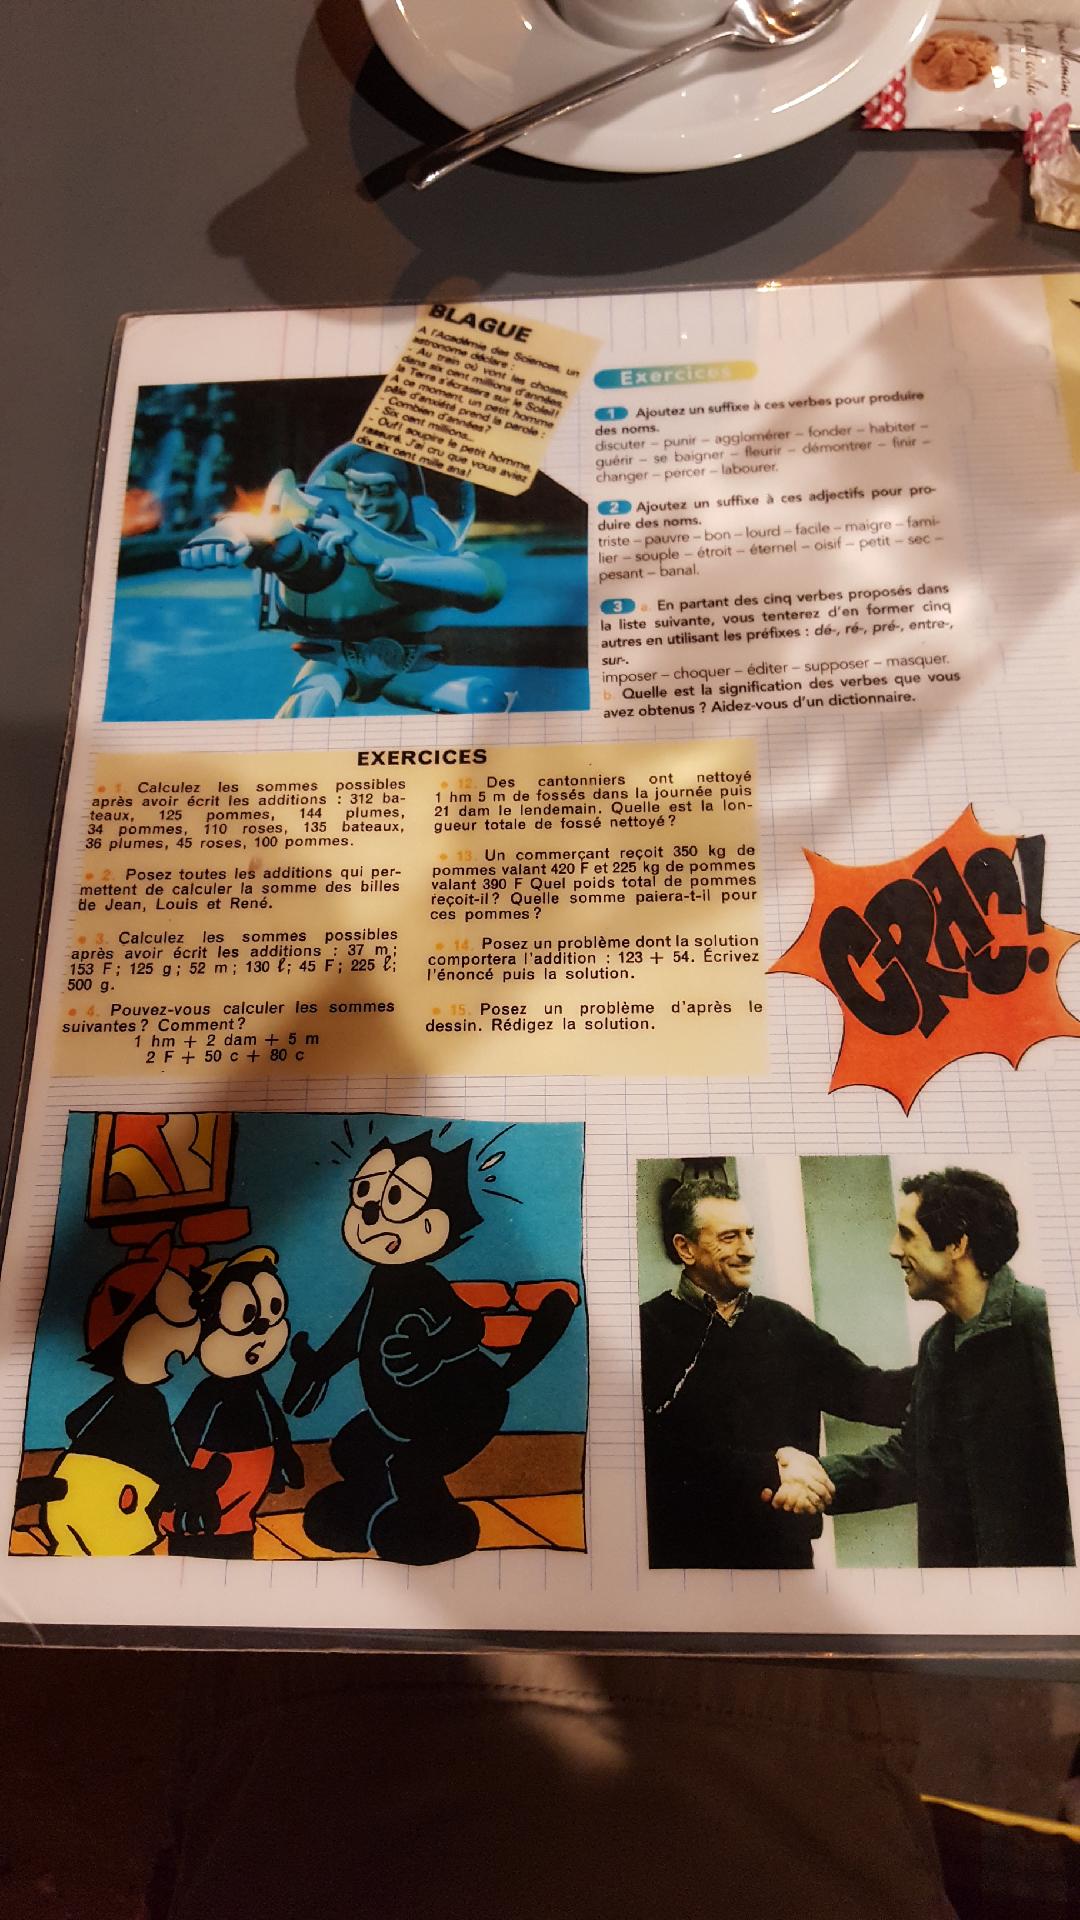 Bonne Maman
Le petit cookie
BLAGUE
A l'Académie des Sciences, un
astronome déclare :
- Au train où vont les choses,
dans six cent millions d'années,
la Terre s'écrasera sur le Soleil!
A ce moment, un petit homme
pâle d'anxiété prend la parole :
- Combien d'années?
- Six cent millions...
- Ouf! soupire le petit homme,
rassuré. J'ai cru que vous aviez
dix six cent mille ans!
Exercices
1 Ajoutez un suffixe à ces verbes pour produire
des noms.
discuter – punir – agglomérer – fonder – habiter –
guérir – se baigner – fleurir – démontrer – finir –
changer – percer – labourer.
2 Ajoutez un suffixe à ces adjectifs pour pro-
duire des noms.
triste – pauvre – bon – lourd – facile – maigre – fami-
lier – souple – étroit – éternel – oisif – petit – sec –
pesant – banal.
3 a. En partant des cinq verbes proposés dans
la liste suivante, vous tenterez d'en former cinq
autres en utilisant les préfixes : dé-, ré-, pré-, entre-,
sur-.
imposer – choquer – éditer – supposer – masquer.
b. Quelle est la signification des verbes que vous
avez obtenus ? Aidez-vous d'un dictionnaire.
EXERCICES
• 1. Calculez les sommes possibles
après avoir écrit les additions : 312 ba-
teaux, 125 pommes, 144 plumes,
34 pommes, 110 roses, 135 bateaux,
36 plumes, 45 roses, 100 pommes.
• 2. Posez toutes les additions qui per-
mettent de calculer la somme des billes
de Jean, Louis et René.
• 3. Calculez les sommes possibles
après avoir écrit les additions : 37 m;
153 F; 125 g; 52 m; 130 ℓ; 45 F; 225 ℓ;
500 g.
• 4. Pouvez-vous calculer les sommes
suivantes? Comment?
1 hm + 2 dam + 5 m
2 F + 50 c + 80 c
• 12. Des cantonniers ont nettoyé
1 hm 5 m de fossés dans la journée puis
21 dam le lendemain. Quelle est la lon-
gueur totale de fossé nettoyé?
• 13. Un commerçant reçoit 350 kg de
pommes valant 420 F et 225 kg de pommes
valant 390 F Quel poids total de pommes
reçoit-il? Quelle somme paiera-t-il pour
ces pommes?
• 14. Posez un problème dont la solution
comportera l'addition : 123 + 54. Écrivez
l'énoncé puis la solution.
• 15. Posez un problème d'après le
dessin. Rédigez la solution.
CRAC!